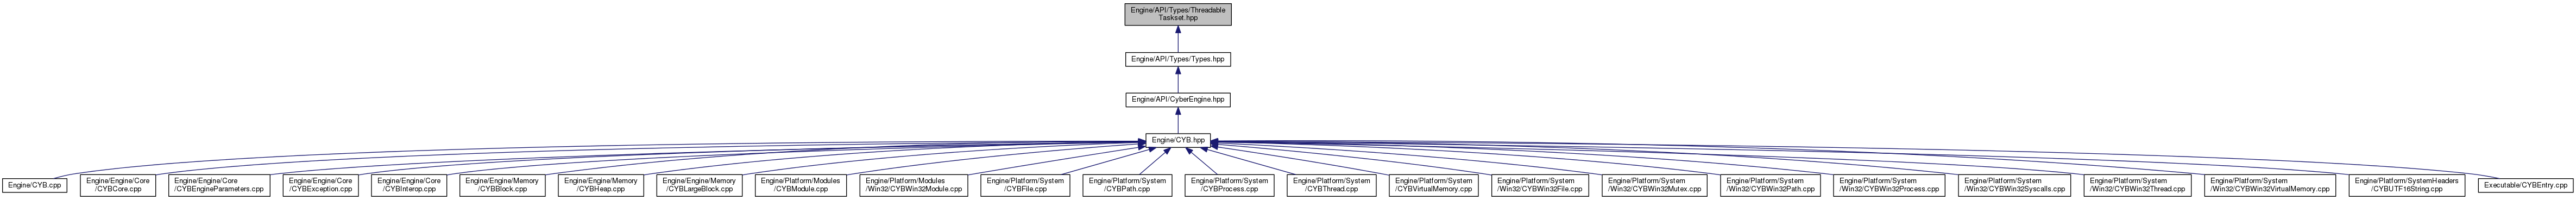 Engine/API/Types/Threadable
Taskset.hpp
Engine/API/Types/Types.hpp
Engine/API/CyberEngine.hpp
Engine/CYB.hpp
Engine/CYB.cpp
Engine/Engine/Core
/CYBCore.cpp
Engine/Engine/Core
/CYBEngineParameters.cpp
Engine/Engine/Core
/CYBException.cpp
Engine/Engine/Core
/CYBInterop.cpp
Engine/Engine/Memory
/CYBBlock.cpp
Engine/Engine/Memory
/CYBHeap.cpp
Engine/Engine/Memory
/CYBLargeBlock.cpp
Engine/Platform/Modules
/CYBModule.cpp
Engine/Platform/Modules
/Win32/CYBWin32Module.cpp
Engine/Platform/System
/CYBFile.cpp
Engine/Platform/System
/CYBPath.cpp
Engine/Platform/System
/CYBProcess.cpp
Engine/Platform/System
/CYBThread.cpp
Engine/Platform/System
/CYBVirtualMemory.cpp
Engine/Platform/System
/Win32/CYBWin32File.cpp
Engine/Platform/System
/Win32/CYBWin32Mutex.cpp
Engine/Platform/System
/Win32/CYBWin32Path.cpp
Engine/Platform/System
/Win32/CYBWin32Process.cpp
Engine/Platform/System
/Win32/CYBWin32Syscalls.cpp
Engine/Platform/System
/Win32/CYBWin32Thread.cpp
Engine/Platform/System
/Win32/CYBWin32VirtualMemory.cpp
Engine/Platform/SystemHeaders
/CYBUTF16String.cpp
Executable/CYBEntry.cpp